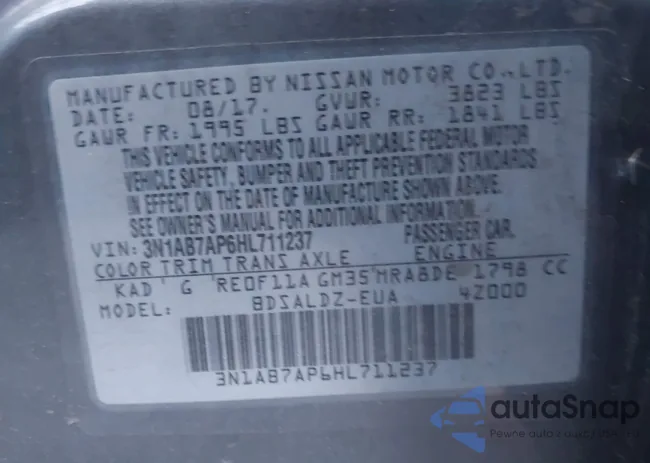 MANUFACTURED BY NISSAN MOTOR CO.,LTD.
DATE: 08/17. GVWR: 3823 LBS
GAWR FR: 1995 LBS GAWR RR: 1841 LBS
THIS VEHICLE CONFORMS TO ALL APPLICABLE FEDERAL MOTOR
VEHICLE SAFETY, BUMPER AND THEFT PREVENTION STANDARDS
IN EFFECT ON THE DATE OF MANUFACTURE SHOWN ABOVE.
SEE OWNER'S MANUAL FOR ADDITIONAL INFORMATION.
VIN: 3N1AB7AP6HL711237 PASSENGER CAR.
COLOR TRIM TRANS AXLE ENGINE
KAD G RE0F11A GM35 MRA8DE 1798 CC
MODEL: BDSALDZ-EUA 42000
3N1AB7AP6HL711237
autaSnap